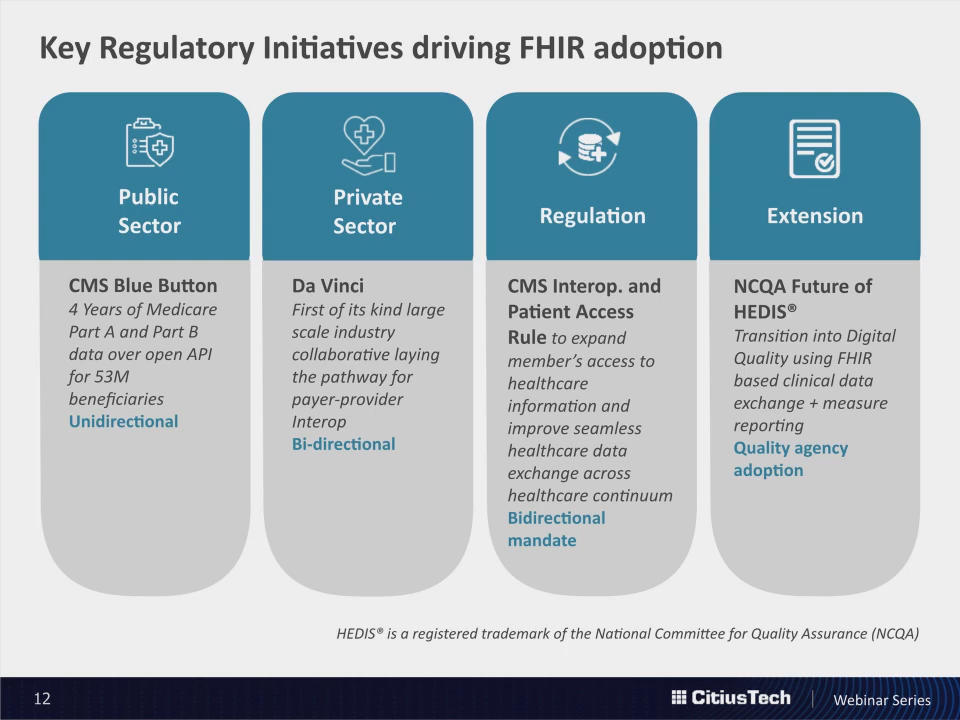 Key Regulatory Initiatives driving FHIR adoption
Public
Sector
CMS Blue Button
4 Years of Medicare
Part A and Part B
data over open API
for 53M
beneficiaries
Unidirectional
Private
Sector
Da Vinci
First of its kind large
scale industry
collaborative laying
the pathway for
payer-provider
Interop
Bi-directional
Regulation
CMS Interop. and
Patient Access
Rule to expand
member’s access to
healthcare
information and
improve seamless
healthcare data
exchange across
healthcare continuum
Bidirectional
mandate
Extension
NCQA Future of
HEDIS®
Transition into Digital
Quality using FHIR
based clinical data
exchange + measure
reporting
Quality agency
adoption
HEDIS® is a registered trademark of the National Committee for Quality Assurance (NCQA)
12
CitiusTech
Webinar Series